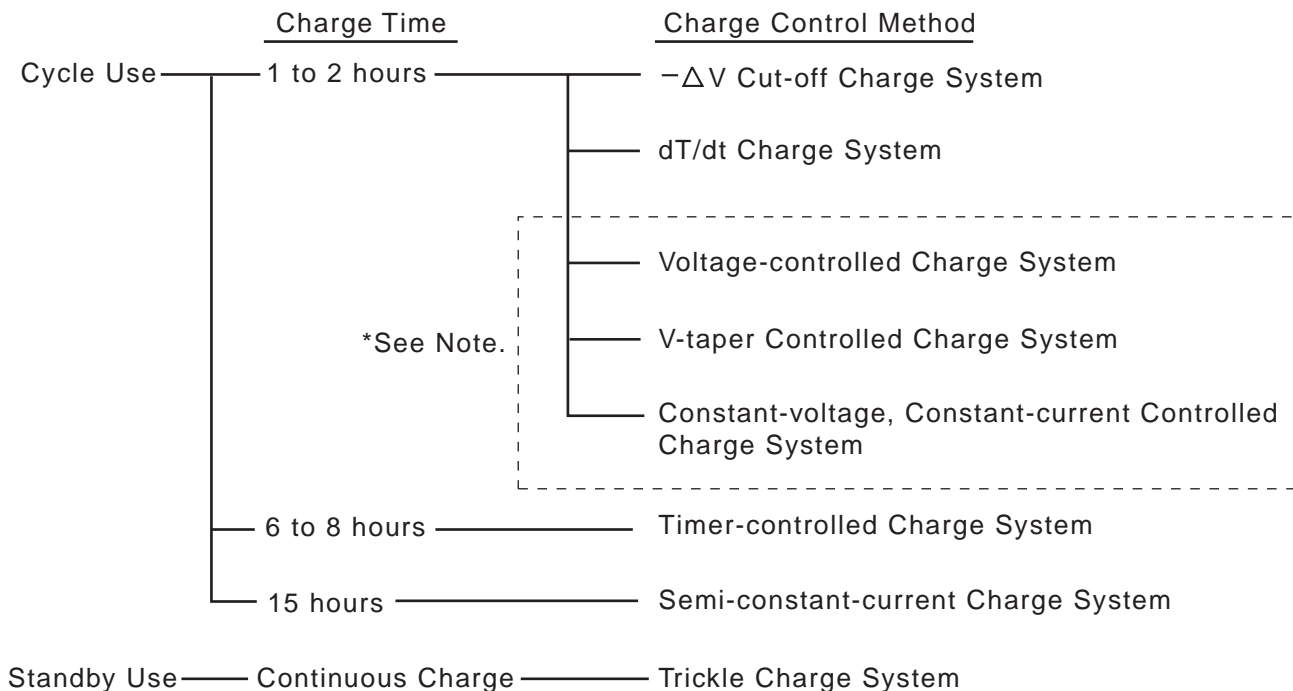 Charge Time Charge Control Method
Cycle Use 1 to 2 hours −△V Cut-off Charge System
dT/dt Charge System
Voltage-controlled Charge System
*See Note. V-taper Controlled Charge System
Constant-voltage, Constant-current Controlled
Charge System
6 to 8 hours Timer-controlled Charge System
15 hours Semi-constant-current Charge System
Standby Use Continuous Charge Trickle Charge System